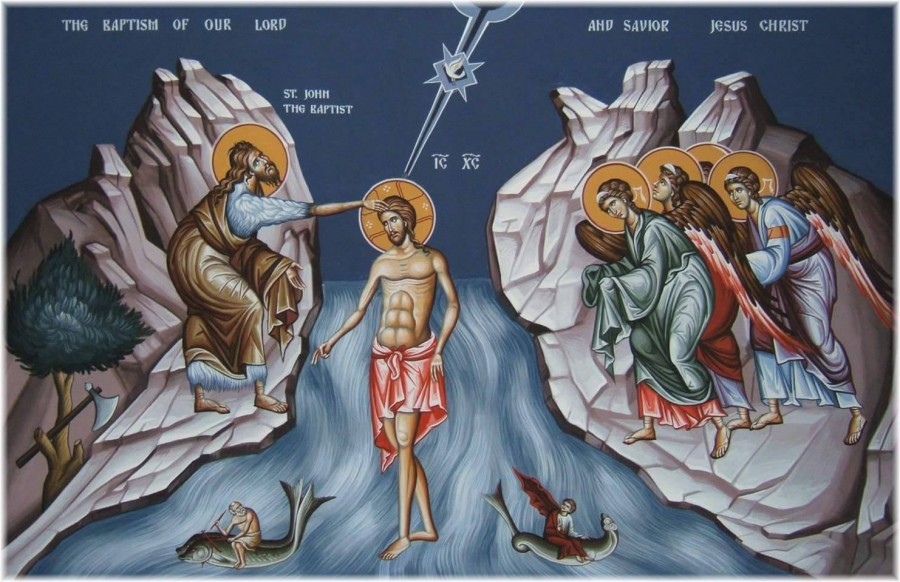 THE BAPTISM OF OUR LORD
AND SAVIOR JESUS CHRIST
ST. JOHN
THE BAPTIST
IC XC